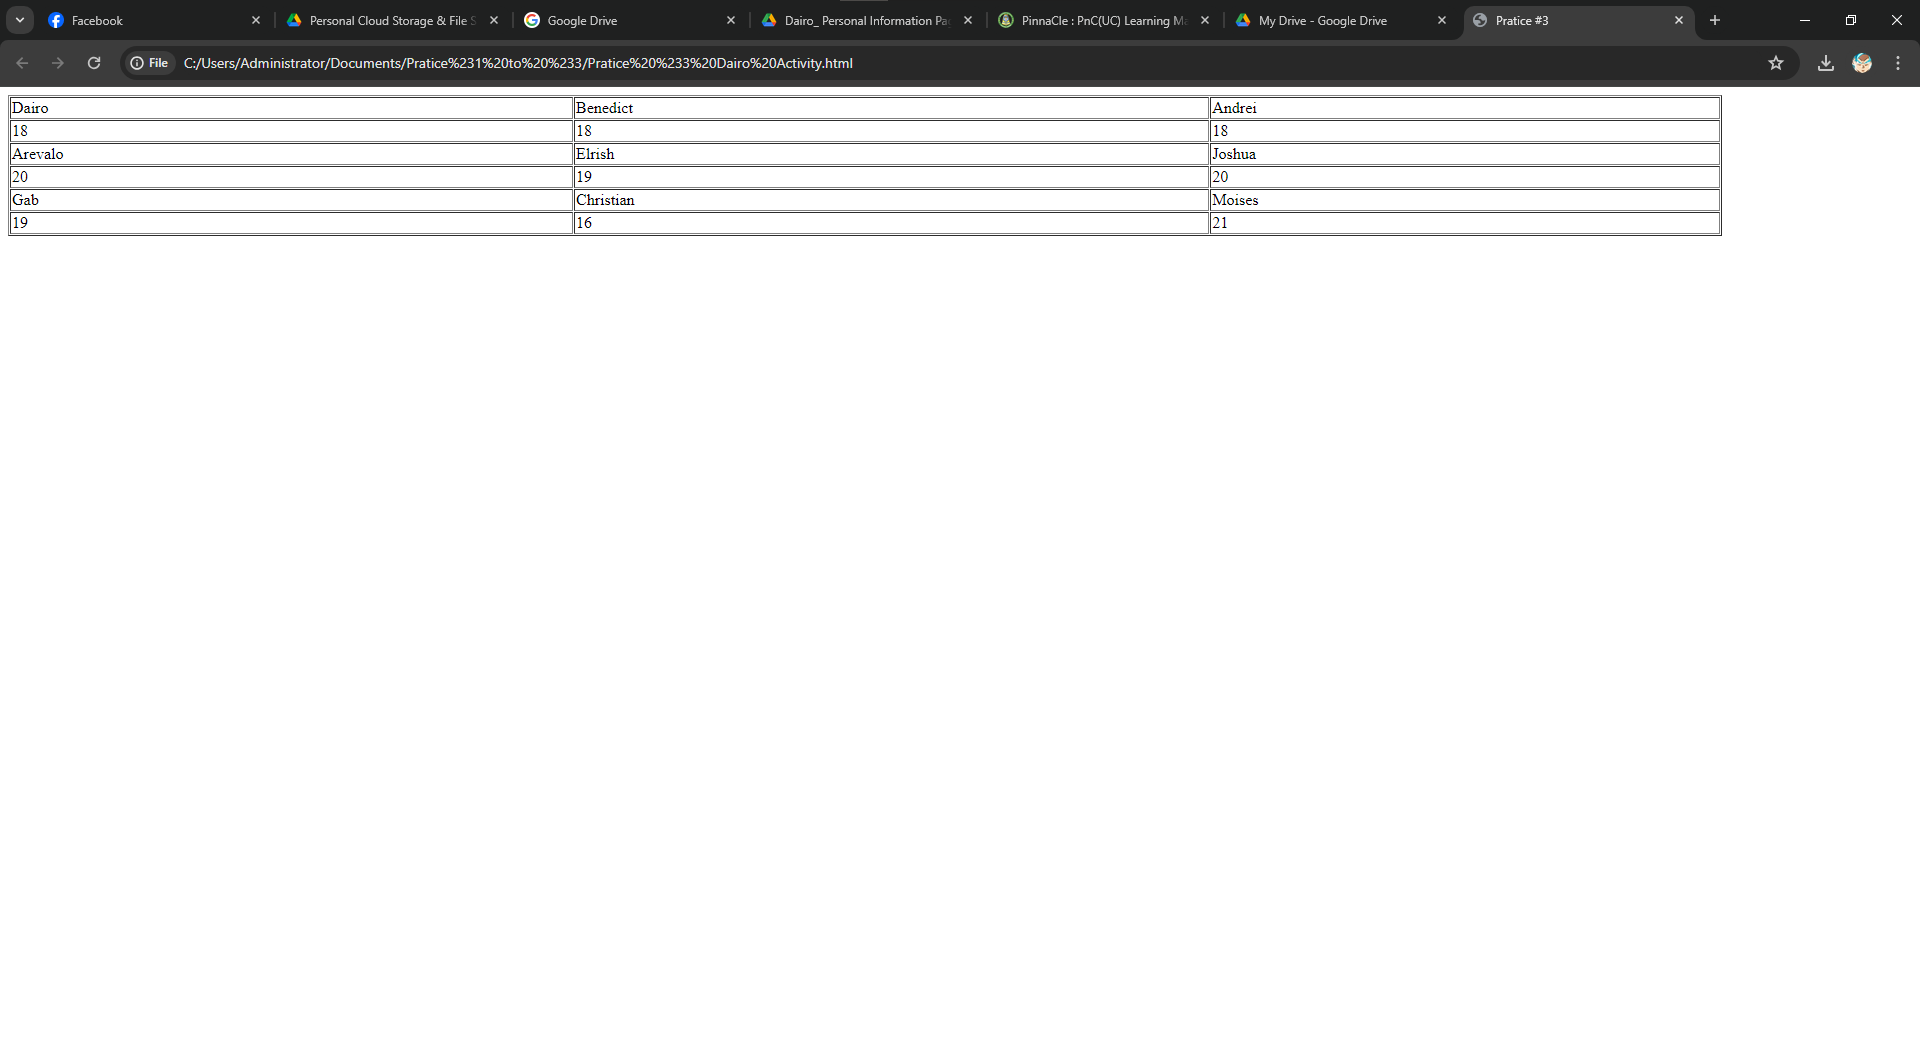 Facebook
Personal Cloud Storage & File S
Google Drive
Dairo_ Personal Information Pa
PinnaCle : PnC(UC) Learning Ma
My Drive - Google Drive
Pratice #3
File C:/Users/Administrator/Documents/Pratice%231%20to%20%233/Pratice%20%233%20Dairo%20Activity.html
Dairo Benedict Andrei
18 18 18
Arevalo Elrish Joshua
20 19 20
Gab Christian Moises
19 16 21